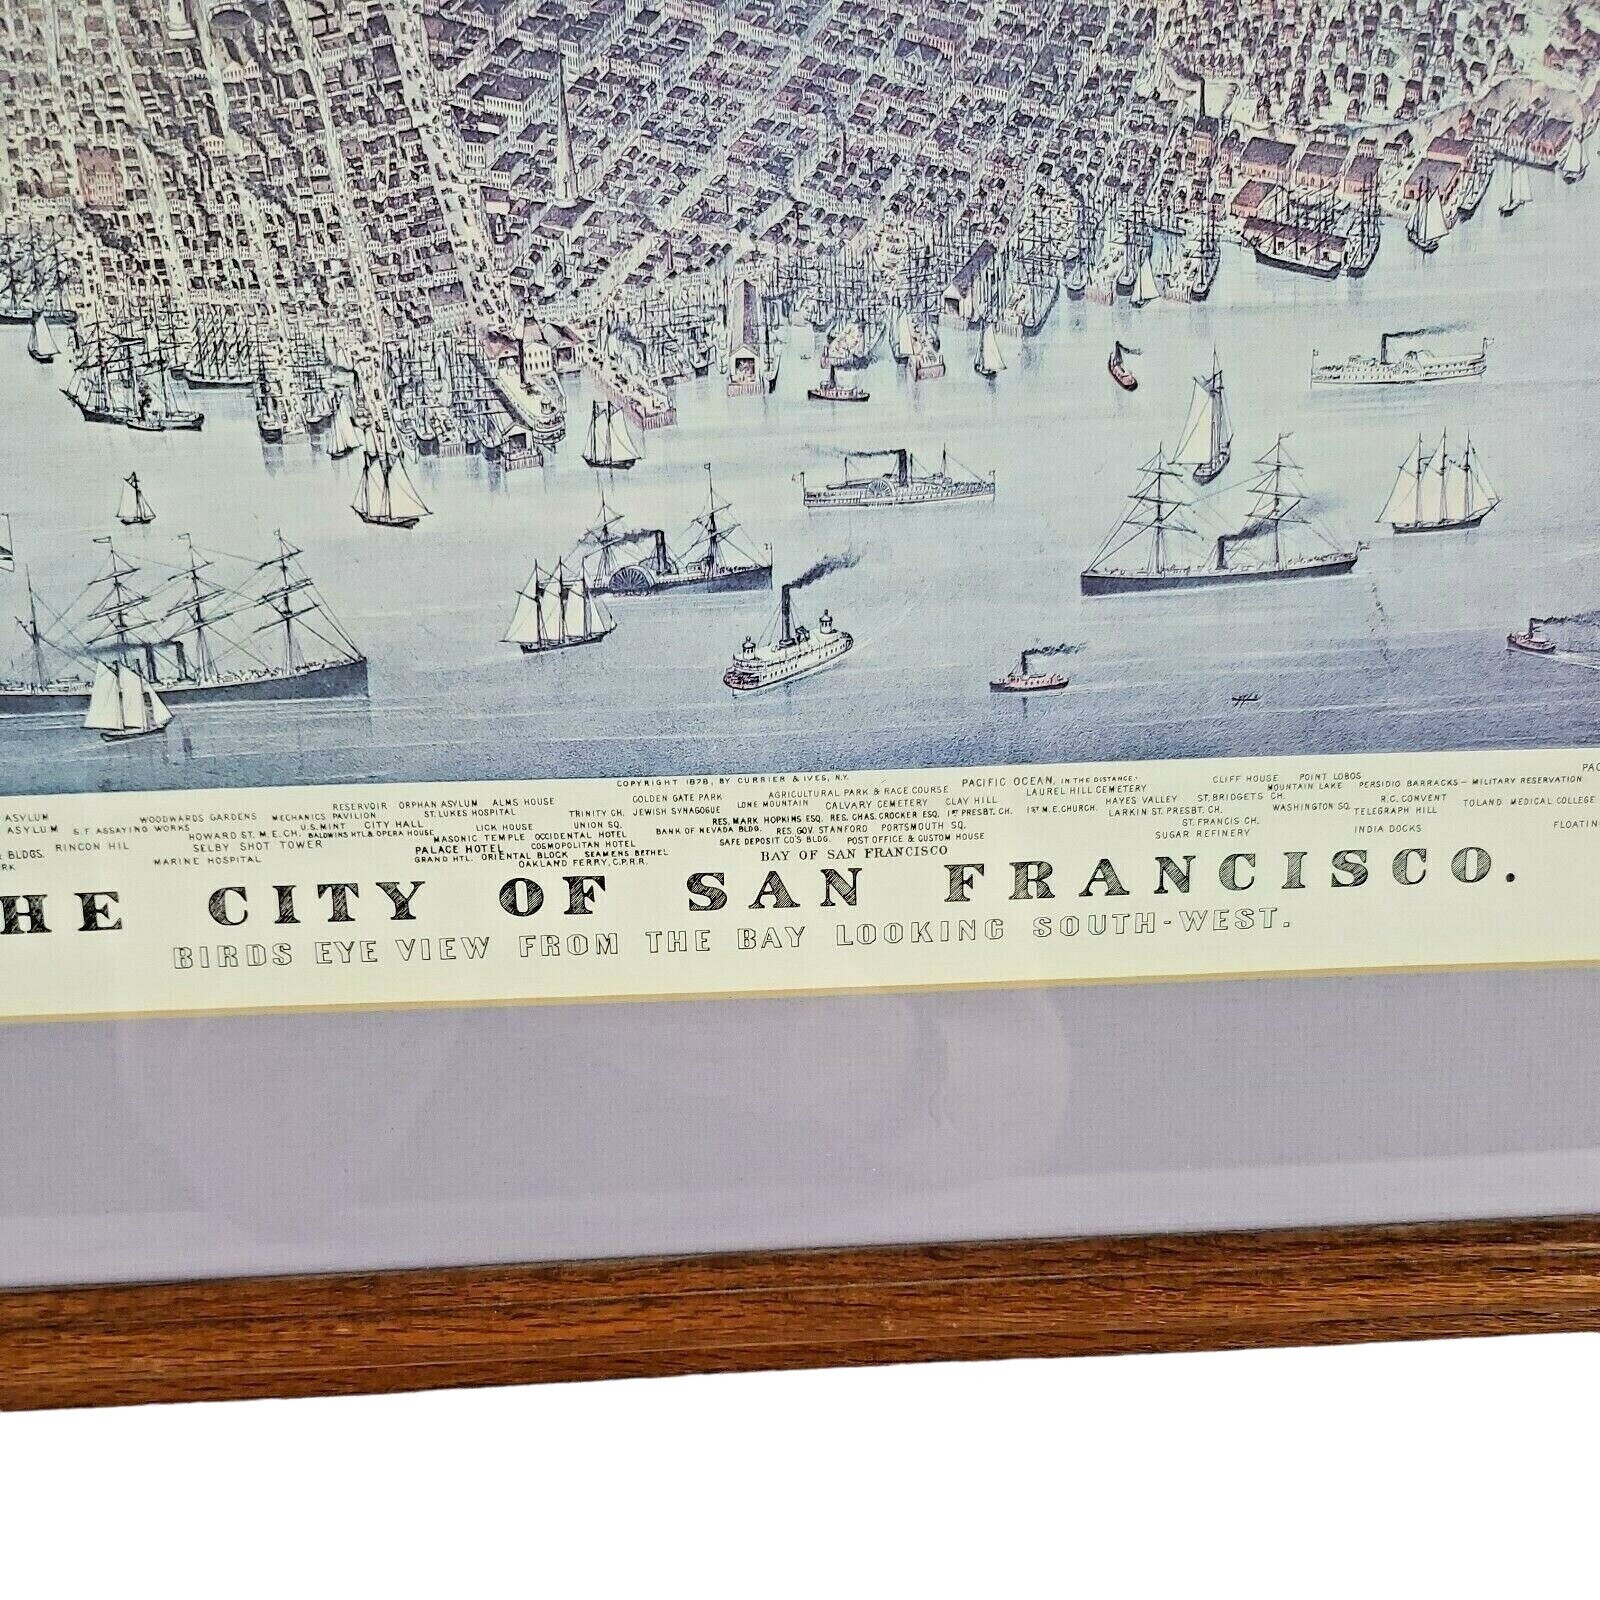 COPYRIGHT 1878, BY CURRIER & IVES, N.Y.
PACIFIC OCEAN, IN THE DISTANCE.
CLIFF HOUSE POINT LOBOS
PAC
RESERVOIR ORPHAN ASYLUM ALMS HOUSE
GOLDEN GATE PARK
AGRICULTURAL PARK & RACE COURSE
LAUREL HILL CEMETERY
MOUNTAIN LAKE PERSIDIO BARRACKS - MILITARY RESERVATION
ASYLUM WOODWARDS GARDENS MECHANICS PAVILION ST. LUKES HOSPITAL
TRINITY CH. JEWISH SYNAGOGUE
LONE MOUNTAIN CALVARY CEMETERY CLAY HILL
HAYES VALLEY ST. BRIDGETS CH.
R.C. CONVENT
ASYLUM S.F. ASSAYING WORKS
U.S. MINT CITY HALL
LICK HOUSE UNION SQ.
RES. MARK HOPKINS ESQ. RES. CHAS. CROCKER ESQ. 1ST PRESBT. CH. 1ST M.E. CHURCH. LARKIN ST. PRESBT. CH.
WASHINGTON SQ. TELEGRAPH HILL TOLAND MEDICAL COLLEGE
HOWARD ST. M.E. CH. BALDWINS HTL & OPERA HOUSE
MASONIC TEMPLE OCCIDENTAL HOTEL
BANK OF NEVADA BLDG. RES. GOV. STANFORD PORTSMOUTH SQ.
ST. FRANCIS CH.
INDIA DOCKS
FLOATIN
BLDGS. RINCON HIL SELBY SHOT TOWER
PALACE HOTEL COSMOPOLITAN HOTEL
SAFE DEPOSIT CO'S BLDG. POST OFFICE & CUSTOM HOUSE
SUGAR REFINERY
RK
MARINE HOSPITAL
GRAND HTL. ORIENTAL BLOCK SEAMENS BETHEL
OAKLAND FERRY, C.P.R.R.
BAY OF SAN FRANCISCO
HE CITY OF SAN FRANCISCO.
BIRDS EYE VIEW FROM THE BAY LOOKING SOUTH-WEST.